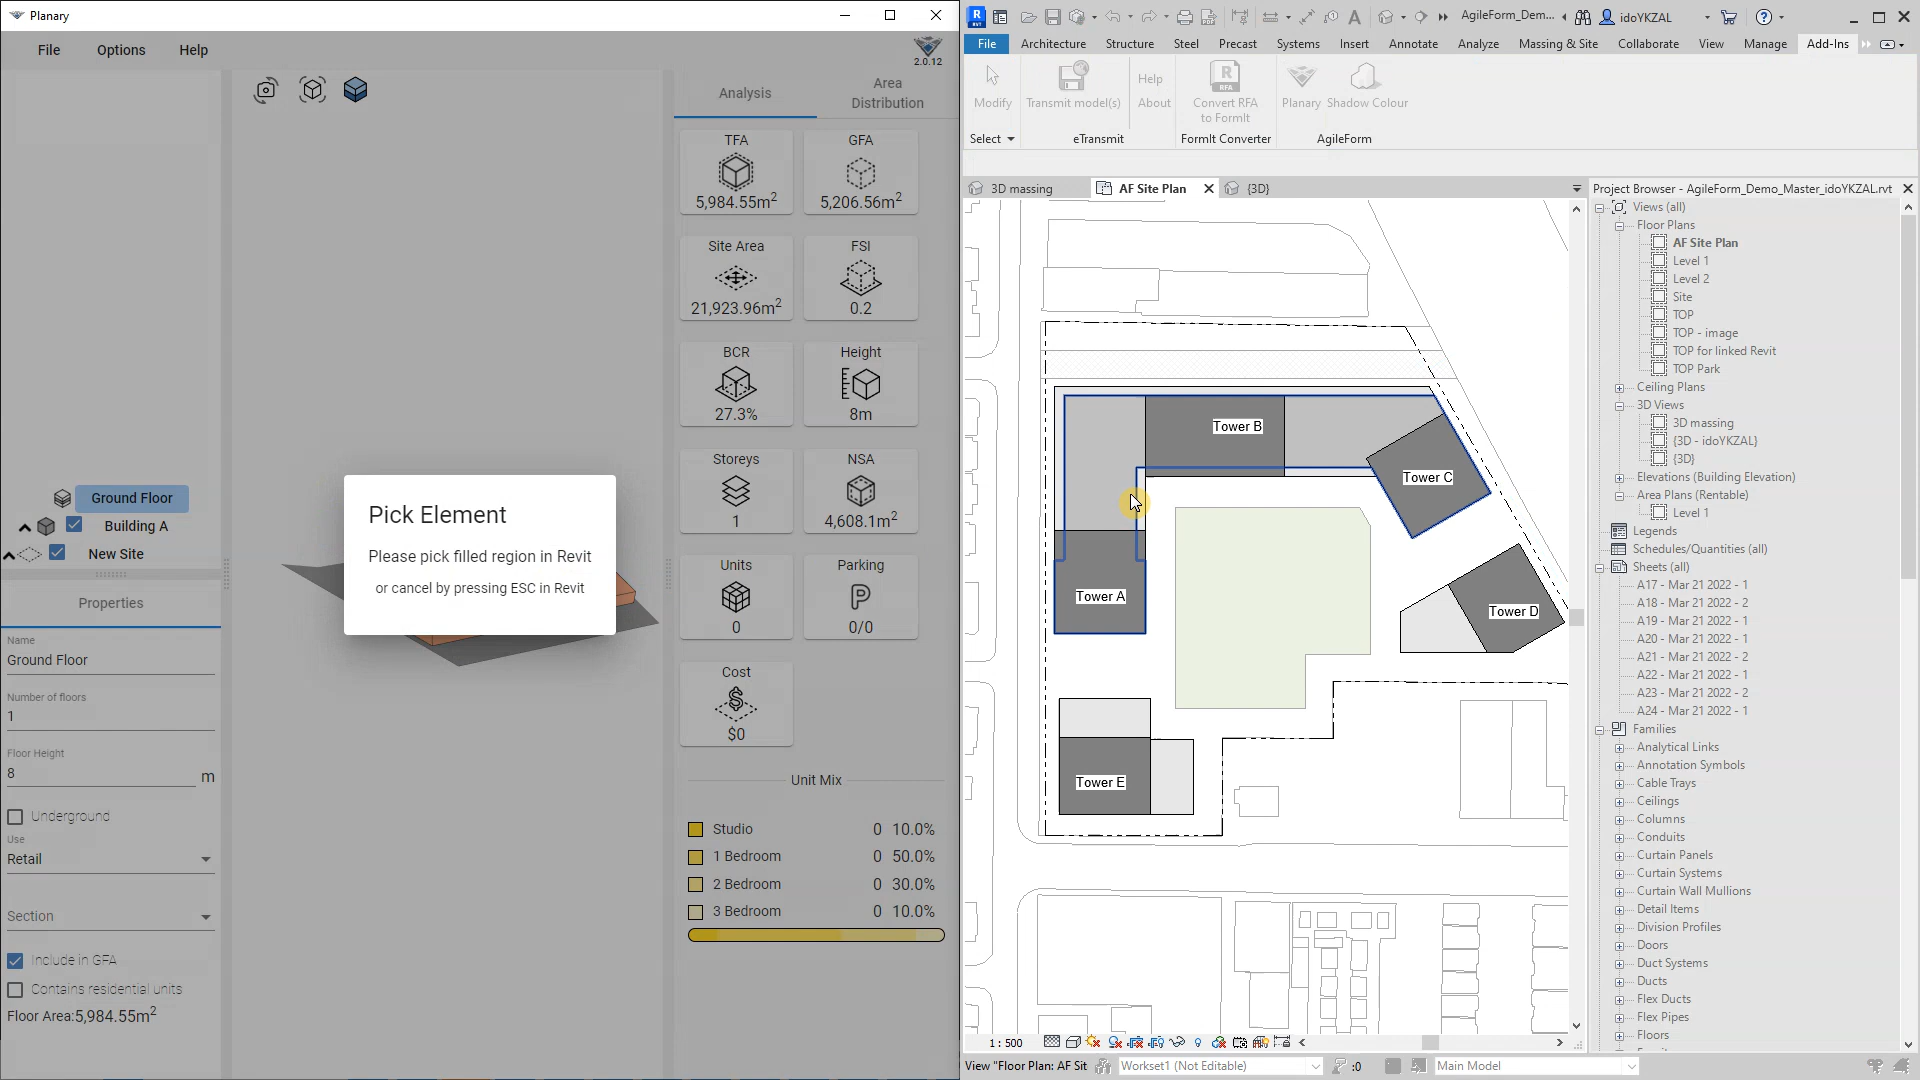 Planary
File
Options
Help
2.0.12
Analysis
Area
Distribution
TFA
5,984.55m2
GFA
5,206.56m2
Site Area
21,923.96m2
FSI
0.2
BCR
27.3%
Height
8m
Storeys
1
NSA
4,608.1m2
Units
0
Parking
0/0
Cost
$0
Unit Mix
Studio 0 10.0%
1 Bedroom 0 50.0%
2 Bedroom 0 30.0%
3 Bedroom 0 10.0%
Ground Floor
Building A
New Site
Properties
Name
Ground Floor
Number of floors
1
Floor Height
8 m
Underground
Use
Retail
Section
Include in GFA
Contains residential units
Floor Area:5,984.55m2
Pick Element
Please pick filled region in Revit
or cancel by pressing ESC in Revit
AgileForm_Dem...
idoYKZAL
File
Architecture
Structure
Steel
Precast
Systems
Insert
Annotate
Analyze
Massing & Site
Collaborate
View
Manage
Add-Ins
Modify
Transmit model(s)
Help
About
Convert RFA
to FormIt
Planary
Shadow Colour
Select
eTransmit
FormIt Converter
AgileForm
3D massing
AF Site Plan
{3D}
Tower B
Tower C
Tower A
Tower D
Tower E
1 : 500
View "Floor Plan: AF Sit
Workset1 (Not Editable)
:0
Main Model
Project Browser - AgileForm_Demo_Master_idoYKZAL.rvt
Views (all)
Floor Plans
AF Site Plan
Level 1
Level 2
Site
TOP
TOP - image
TOP for linked Revit
TOP Park
Ceiling Plans
3D Views
3D massing
{3D - idoYKZAL}
{3D}
Elevations (Building Elevation)
Area Plans (Rentable)
Level 1
Legends
Schedules/Quantities (all)
Sheets (all)
A17 - Mar 21 2022 - 1
A18 - Mar 21 2022 - 2
A19 - Mar 21 2022 - 1
A20 - Mar 21 2022 - 1
A21 - Mar 21 2022 - 2
A22 - Mar 21 2022 - 1
A23 - Mar 21 2022 - 2
A24 - Mar 21 2022 - 1
Families
Analytical Links
Annotation Symbols
Cable Trays
Ceilings
Columns
Conduits
Curtain Panels
Curtain Systems
Curtain Wall Mullions
Detail Items
Division Profiles
Doors
Duct Systems
Ducts
Flex Ducts
Flex Pipes
Floors